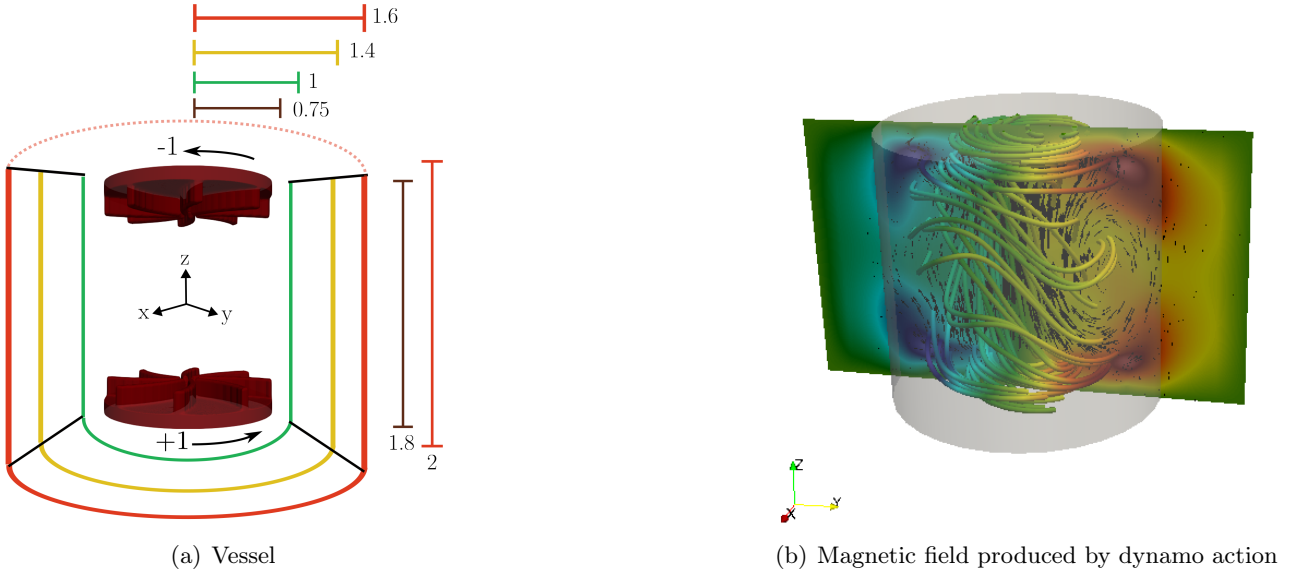 1.6
1.4
1
0.75
-1
z
x
y
+1
1.8
2
Z
Y
X
(a) Vessel
(b) Magnetic field produced by dynamo action